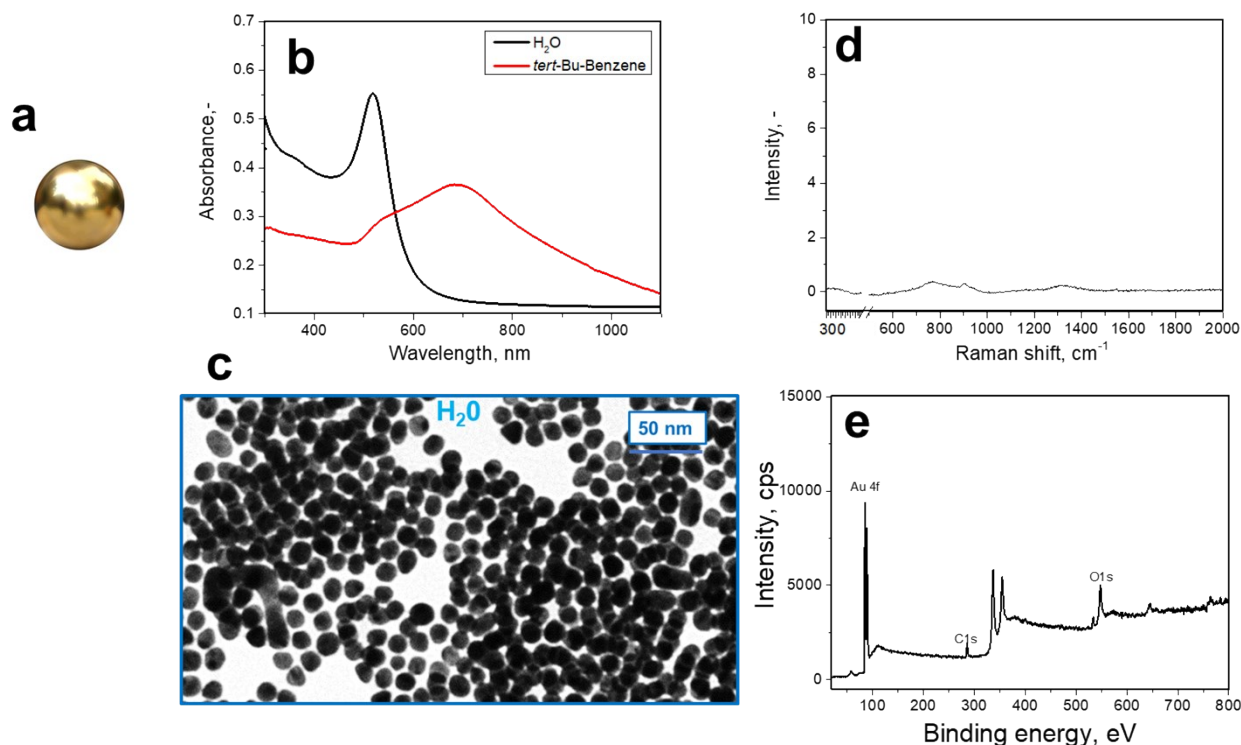 a
b
0.7
0.6
0.5
0.4
0.3
0.2
0.1
Absorbance,-
H₂O
tert-Bu-Benzene
400
600
800
1000
Wavelength, nm
d
10
8
6
4
2
0
Intensity, -
300
600
800
1000
1200
1400
1600
1800
2000
Raman shift, cm⁻¹
c
H₂0
50 nm
e
15000
10000
5000
0
Intensity, cps
Au 4f
C1s
O1s
100
200
300
400
500
600
700
800
Binding energy, eV